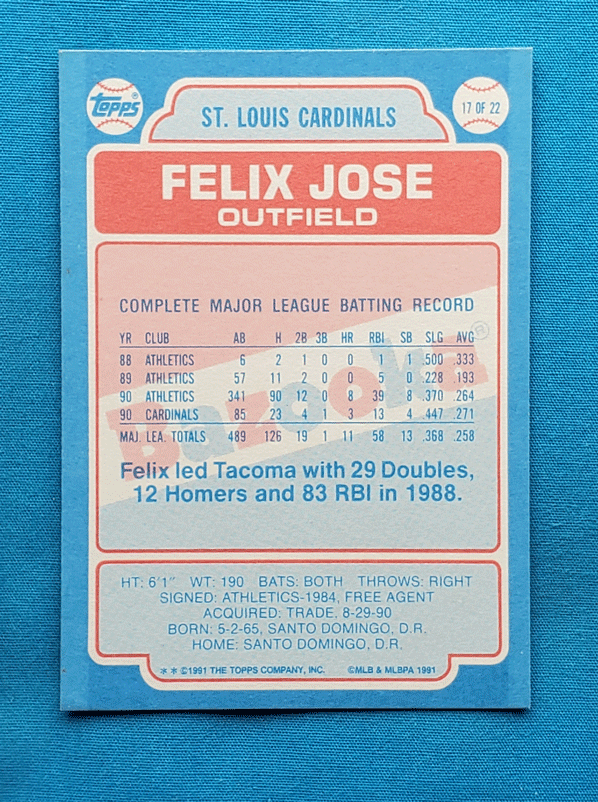 Topps®
ST. LOUIS CARDINALS
17 OF 22
FELIX JOSE
OUTFIELD
COMPLETE MAJOR LEAGUE BATTING RECORD
YR CLUB AB H 2B 3B HR RBI SB SLG AVG
88 ATHLETICS 6 2 1 0 0 1 1 .500 .333
89 ATHLETICS 57 11 2 0 0 5 0 .228 .193
90 ATHLETICS 341 90 12 0 8 39 8 .370 .264
90 CARDINALS 85 23 4 1 3 13 4 .447 .271
MAJ. LEA. TOTALS 489 126 19 1 11 58 13 .368 .258
Bazooka®
Felix led Tacoma with 29 Doubles,
12 Homers and 83 RBI in 1988.
HT: 6'1" WT: 190 BATS: BOTH THROWS: RIGHT
SIGNED: ATHLETICS-1984, FREE AGENT
ACQUIRED: TRADE, 8-29-90
BORN: 5-2-65, SANTO DOMINGO, D.R.
HOME: SANTO DOMINGO, D.R.
** ©1991 THE TOPPS COMPANY, INC. ©MLB & MLBPA 1991